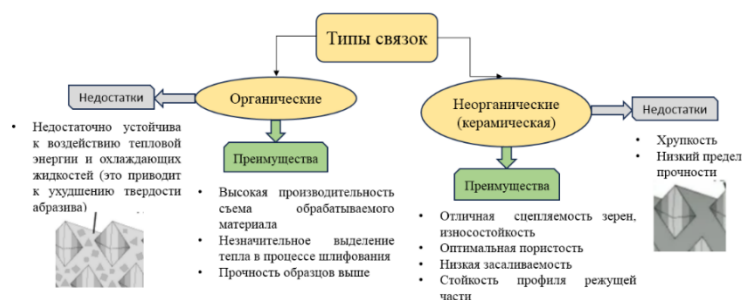 Типы связок
Недостатки
Органические
Неорганические
(керамическая)
Недостатки
Недостаточно устойчива
к воздействию тепловой
энергии и охлаждающих
жидкостей (это приводит
к ухудшению твердости
абразива)
Преимущества
Высокая производительность
съема обрабатываемого
материала
Незначительное выделение
тепла в процессе шлифования
Прочность образцов выше
Преимущества
Отличная сцепляемость зерен,
износостойкость
Оптимальная пористость
Низкая засаливаемость
Стойкость профиля режущей
части
Хрупкость
Низкий предел
прочности